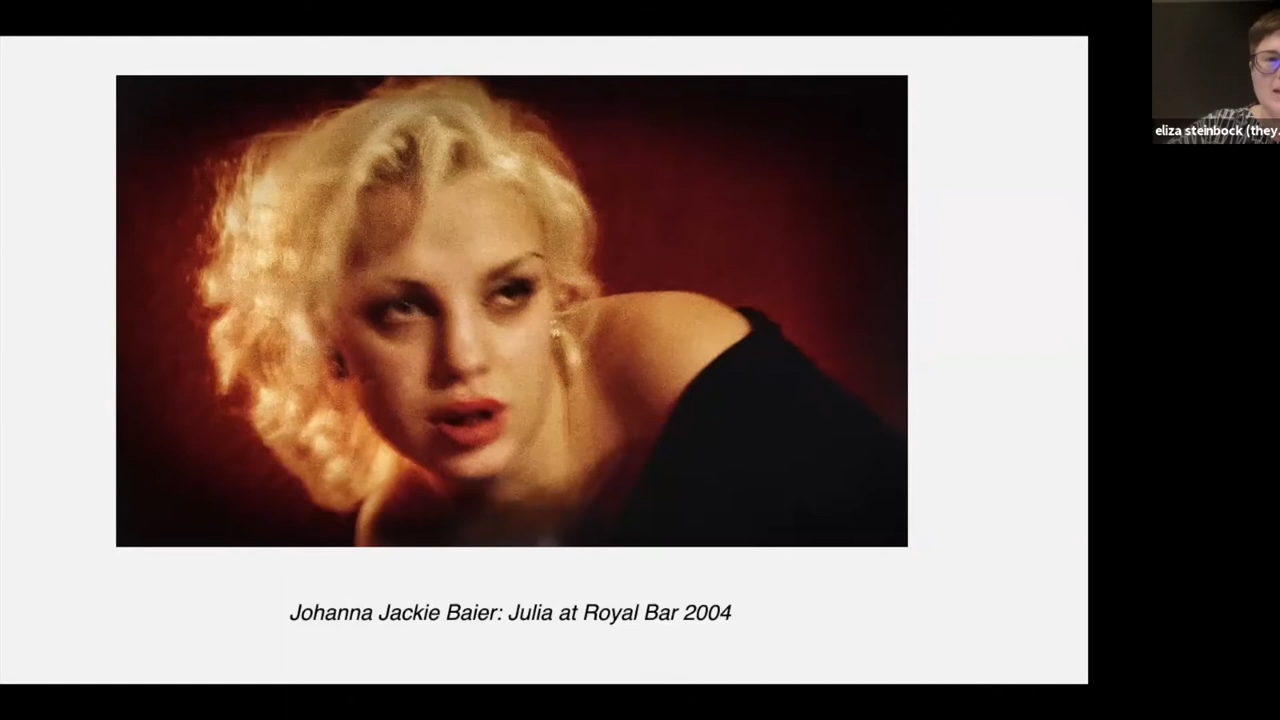 eliza steinbock (they.
Johanna Jackie Baier: Julia at Royal Bar 2004